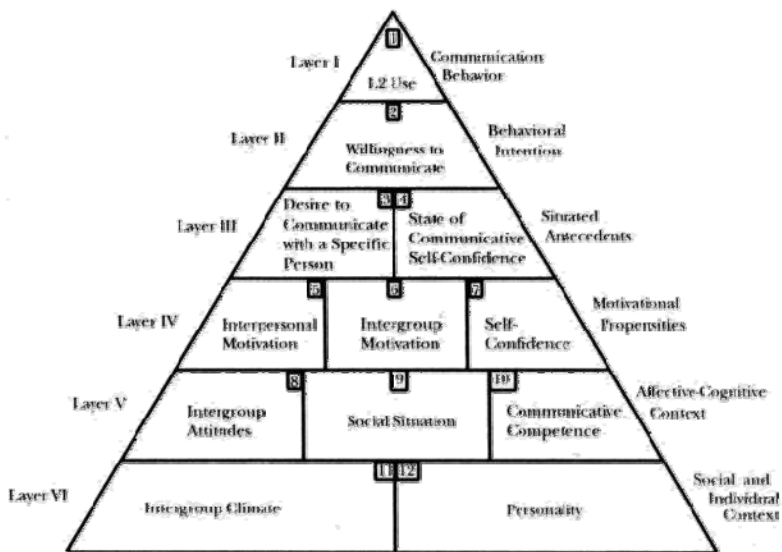 1
Layer I
Communication
Behavior
L2 Use
2
Layer II
Behavioral
Intention
Willingness to
Communicate
3
4
Layer III
Desire to
Communicate
with a Specific
Person
State of
Communicative
Self-Confidence
Situated
Antecedents
5
6
7
Layer IV
Interpersonal
Motivation
Intergroup
Motivation
Self-
Confidence
Motivational
Propensities
8
9
10
Layer V
Intergroup
Attitudes
Social Situation
Communicative
Competence
Affective-Cognitive
Context
11
12
Layer VI
Intergroup Climate
Personality
Social and
Individual
Context